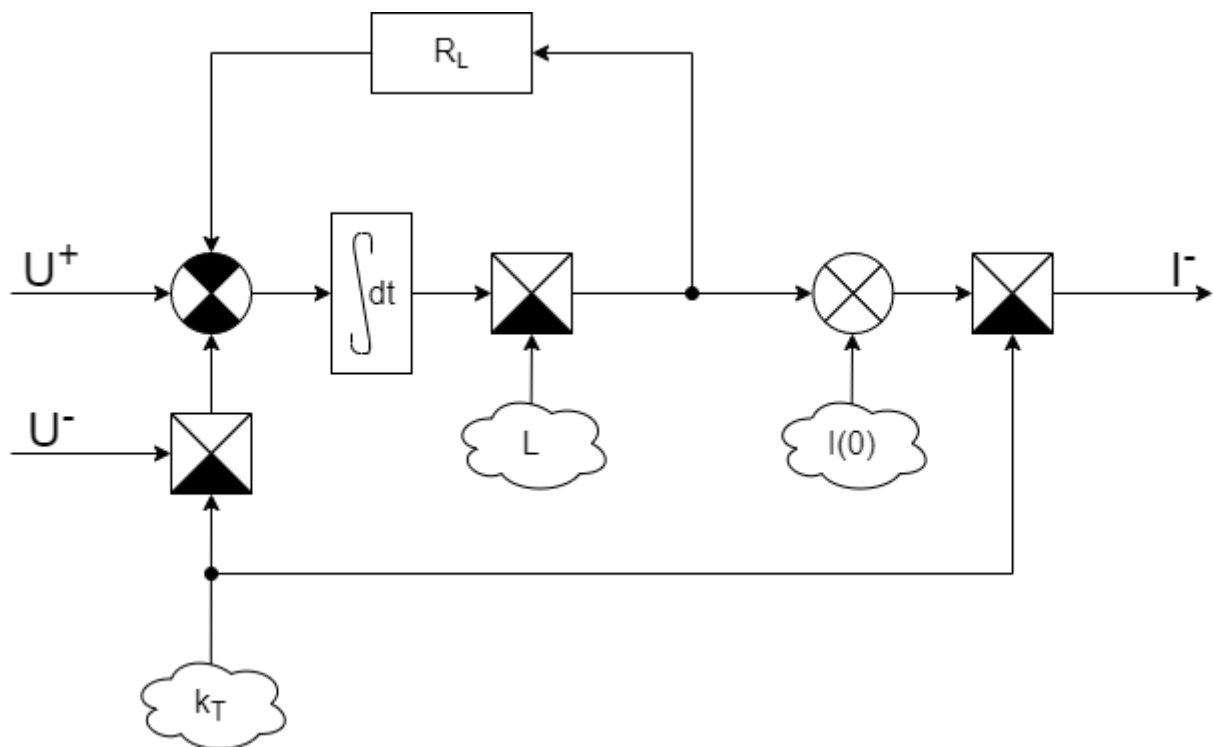 R_L
U⁺
∫dt
I⁻
U⁻
L
I(0)
k_T